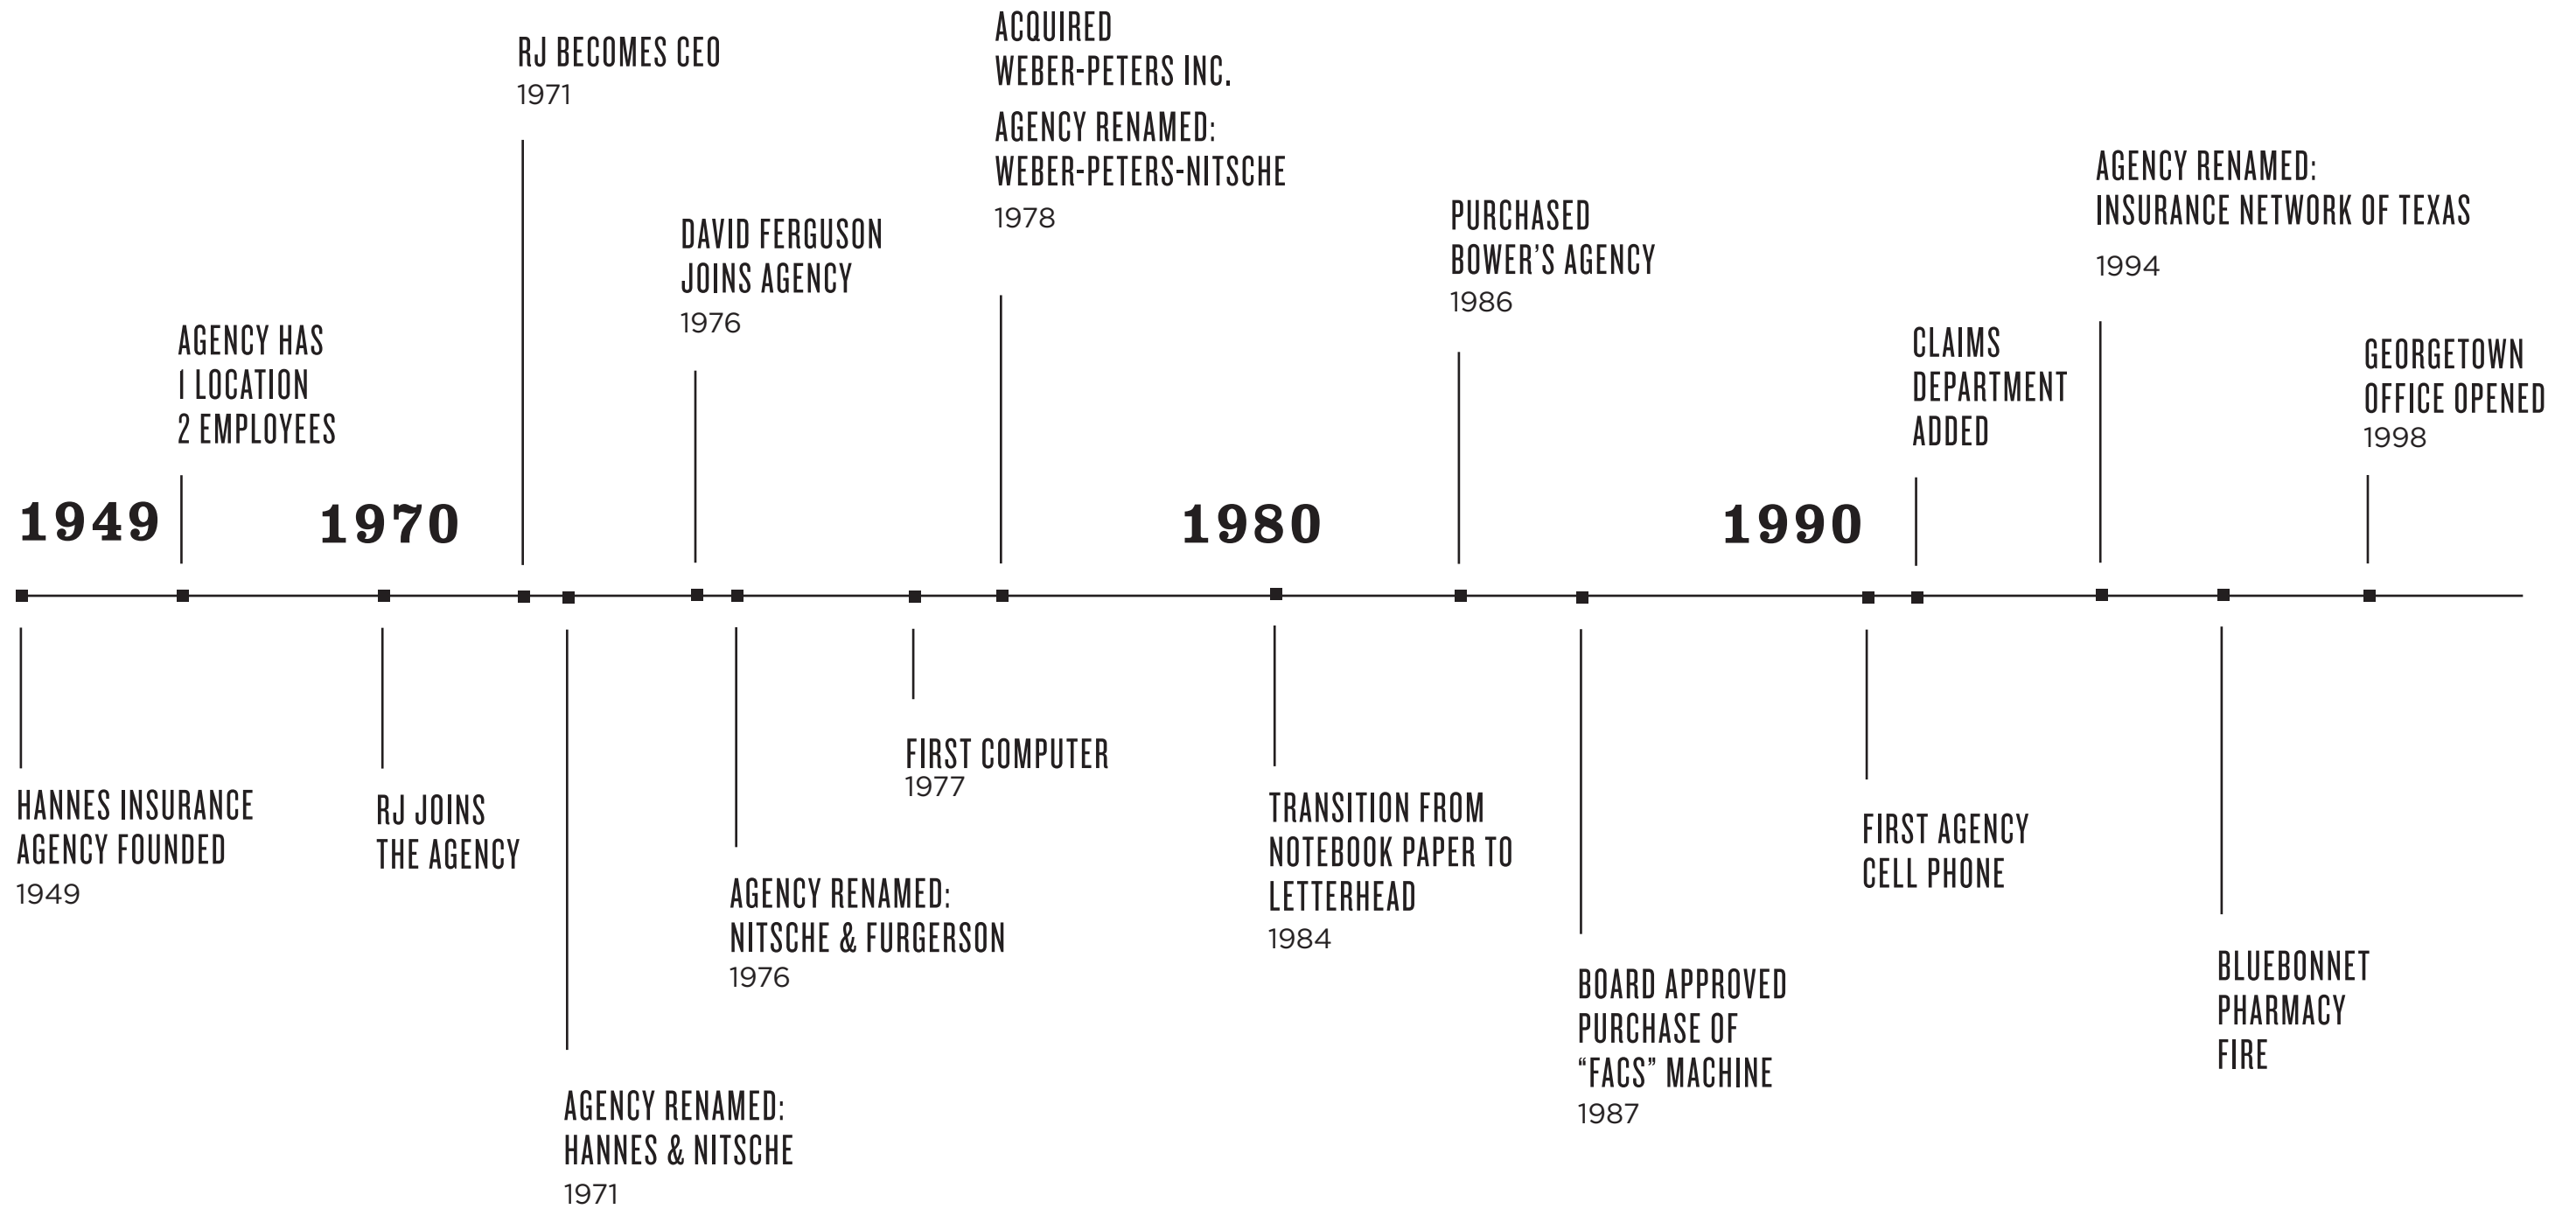 RJ BECOMES CEO
1971
ACQUIRED
WEBER-PETERS INC.
AGENCY RENAMED:
WEBER-PETERS-NITSCHE
1978
DAVID FERGUSON
JOINS AGENCY
1976
PURCHASED
BOWER’S AGENCY
1986
AGENCY RENAMED:
INSURANCE NETWORK OF TEXAS
1994
AGENCY HAS
1 LOCATION
2 EMPLOYEES
CLAIMS
DEPARTMENT
ADDED
GEORGETOWN
OFFICE OPENED
1998
1949
1970
1980
1990
HANNES INSURANCE
AGENCY FOUNDED
1949
RJ JOINS
THE AGENCY
AGENCY RENAMED:
HANNES & NITSCHE
1971
AGENCY RENAMED:
NITSCHE & FURGERSON
1976
FIRST COMPUTER
1977
TRANSITION FROM
NOTEBOOK PAPER TO
LETTERHEAD
1984
BOARD APPROVED
PURCHASE OF
“FACS” MACHINE
1987
FIRST AGENCY
CELL PHONE
BLUEBONNET
PHARMACY
FIRE